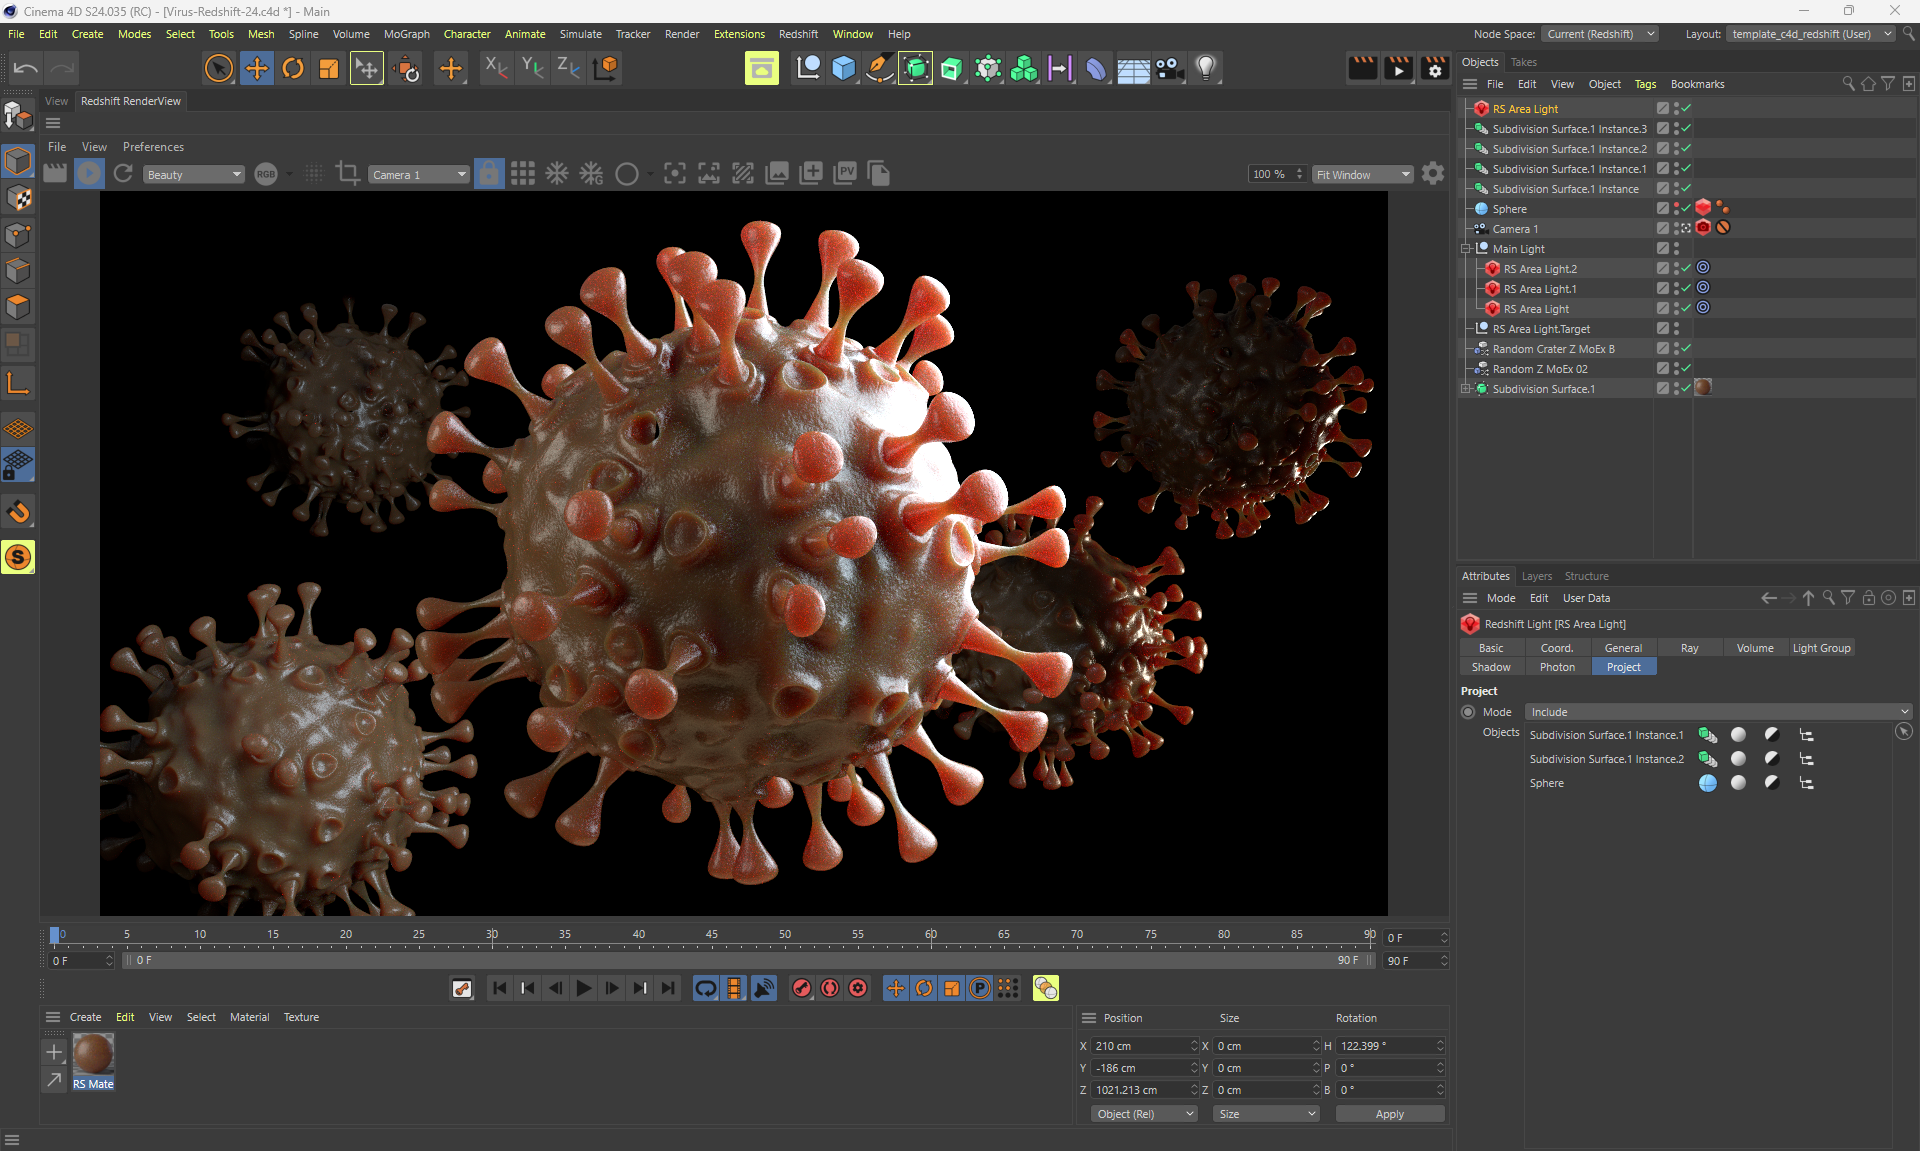 Cinema 4D S24.035 (RC) - [Virus-Redshift-24.c4d *] - Main
File Edit Create Modes Select Tools Mesh Spline Volume MoGraph Character Animate Simulate Tracker Render Extensions Redshift Window Help
Node Space: Current (Redshift) Layout: template_c4d_redshift (User)
X Y Z
View Redshift RenderView
File View Preferences
Beauty RGB Camera 1 G PV 100 % Fit Window
Objects Takes
File Edit View Object Tags Bookmarks
RS Area Light
Subdivision Surface.1 Instance.3
Subdivision Surface.1 Instance.2
Subdivision Surface.1 Instance.1
Subdivision Surface.1 Instance
Sphere
Camera 1
Main Light
RS Area Light.2
RS Area Light.1
RS Area Light
RS Area Light.Target
Random Crater Z MoEx B
Random Z MoEx 02
Subdivision Surface.1
S
Attributes Layers Structure
Mode Edit User Data
Redshift Light [RS Area Light]
Basic Coord. General Ray Volume Light Group
Shadow Photon Project
Project
Mode Include
Objects Subdivision Surface.1 Instance.1
Subdivision Surface.1 Instance.2
Sphere
0 5 10 15 20 25 30 35 40 45 50 55 60 65 70 75 80 85 90 0 F
0 F 0 F 90 F 90 F
P
Create Edit View Select Material Texture
RS Mate
Position Size Rotation
X 210 cm X 0 cm H 122.399 °
Y -186 cm Y 0 cm P 0 °
Z 1021.213 cm Z 0 cm B 0 °
Object (Rel) Size Apply